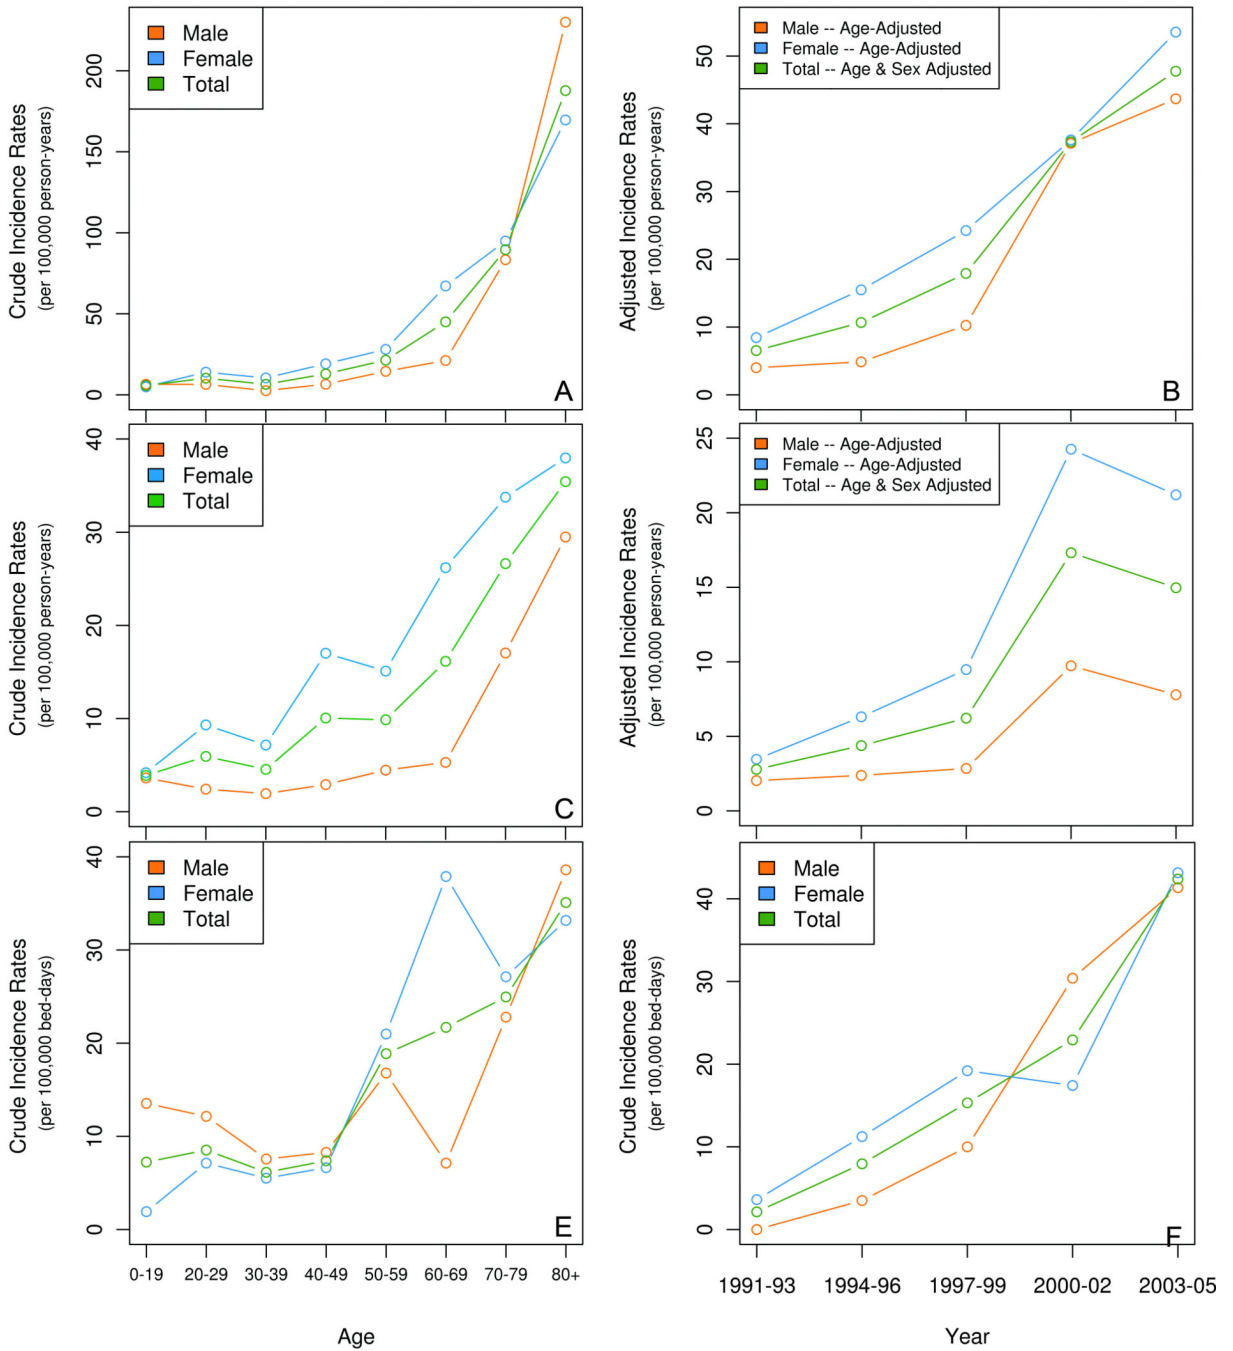 Crude Incidence Rates
(per 100,000 person-years)
200
150
100
50
0
Male
Female
Total
A
Adjusted Incidence Rates
(per 100,000 person-years)
50
40
30
20
10
0
Male -- Age-Adjusted
Female -- Age-Adjusted
Total -- Age & Sex Adjusted
B
Crude Incidence Rates
(per 100,000 person-years)
40
30
20
10
0
Male
Female
Total
C
Adjusted Incidence Rates
(per 100,000 person-years)
25
20
15
10
5
0
Male -- Age-Adjusted
Female -- Age-Adjusted
Total -- Age & Sex Adjusted
Crude Incidence Rates
(per 100,000 bed-days)
40
30
20
10
0
Male
Female
Total
E
0-19 20-29 30-39 40-49 50-59 60-69 70-79 80+
Age
Crude Incidence Rates
(per 100,000 bed-days)
40
30
20
10
0
Male
Female
Total
F
1991-93 1994-96 1997-99 2000-02 2003-05
Year